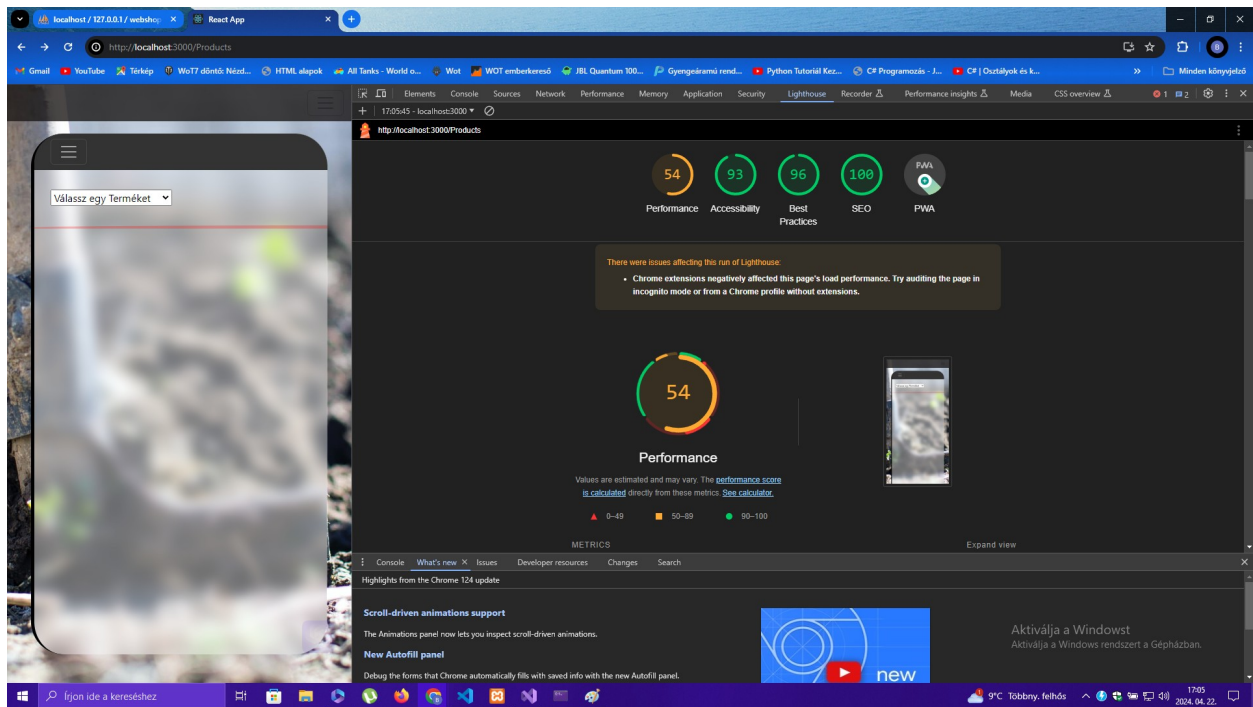 localhost / 127.0.0.1 / webshop
React App
http://localhost:3000/Products
Gmail YouTube Térkép WoT7 döntő: Nézd... HTML alapok All Tanks - World o... Wot WOT emberkereső JBL Quantum 100... Gyengeáramú rend... Python Tutoriál Kez... C# Programozás - J... C# | Osztályok és k... » Minden könyvjelző
Elements Console Sources Network Performance Memory Application Security Lighthouse Recorder Performance insights Media CSS overview 1 2
17:05:45 - localhost:3000
http://localhost:3000/Products
Válassz egy Terméket
54 93 96 100 PWA
Performance Accessibility Best Practices SEO PWA
There were issues affecting this run of Lighthouse:
• Chrome extensions negatively affected this page's load performance. Try auditing the page in
incognito mode or from a Chrome profile without extensions.
54
Performance
Values are estimated and may vary. The performance score
is calculated directly from these metrics. See calculator.
0–49 50–89 90–100
METRICS Expand view
Console What's new Issues Developer resources Changes Search
Highlights from the Chrome 124 update
Scroll-driven animations support
The Animations panel now lets you inspect scroll-driven animations.
New Autofill panel
Debug the forms that Chrome automatically fills with saved info with the new Autofill panel.
new
Aktiválja a Windowst
Aktiválja a Windows rendszert a Gépházban.
Írjon ide a kereséshez
9°C Többny. felhős
17:05
2024. 04. 22.